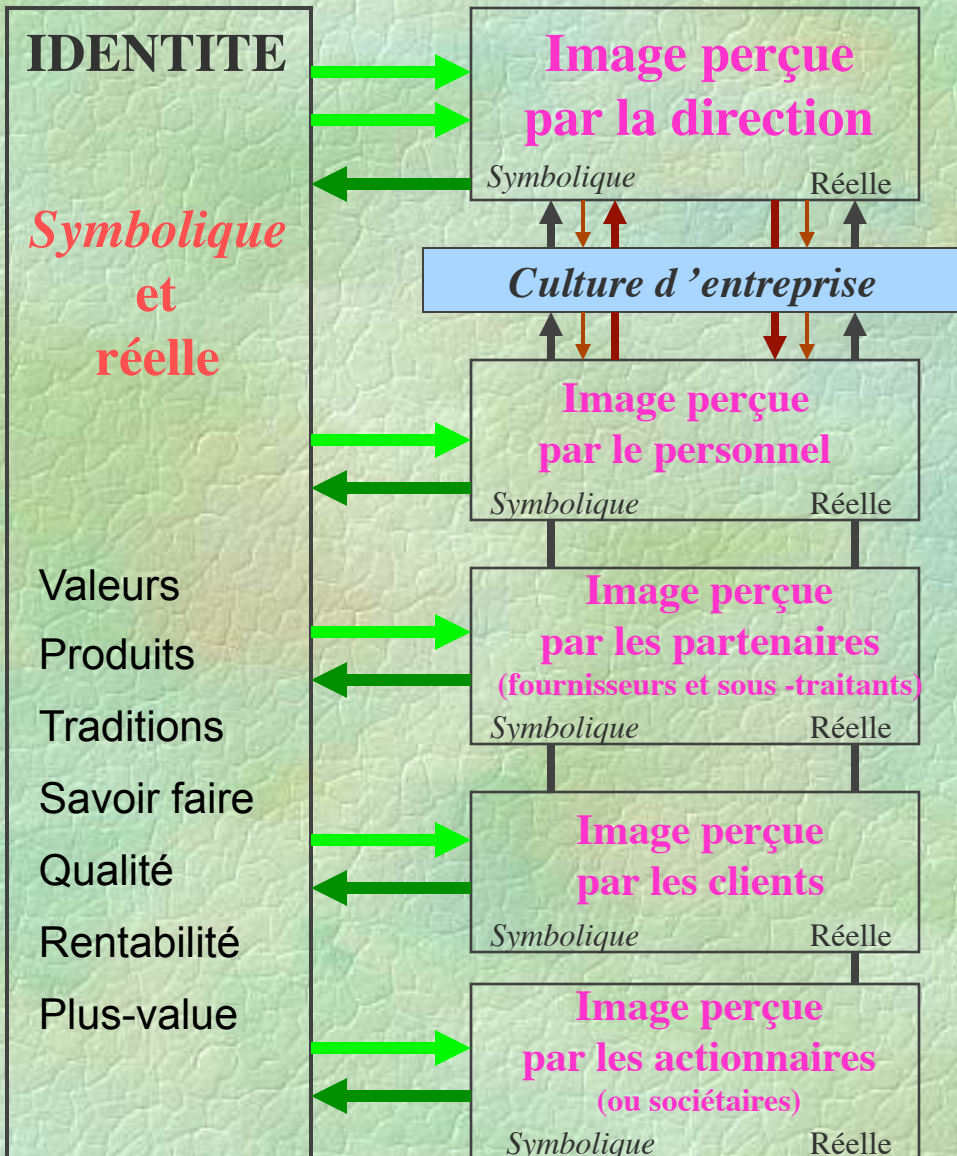 IDENTITE
Symbolique
et
réelle
Valeurs
Produits
Traditions
Savoir faire
Qualité
Rentabilité
Plus-value
Image perçue
par la direction
Symbolique Réelle
Culture d ’entreprise
Image perçue
par le personnel
Symbolique Réelle
Image perçue
par les partenaires
(fournisseurs et sous -traitants)
Symbolique Réelle
Image perçue
par les clients
Symbolique Réelle
Image perçue
par les actionnaires
(ou sociétaires)
Symbolique Réelle